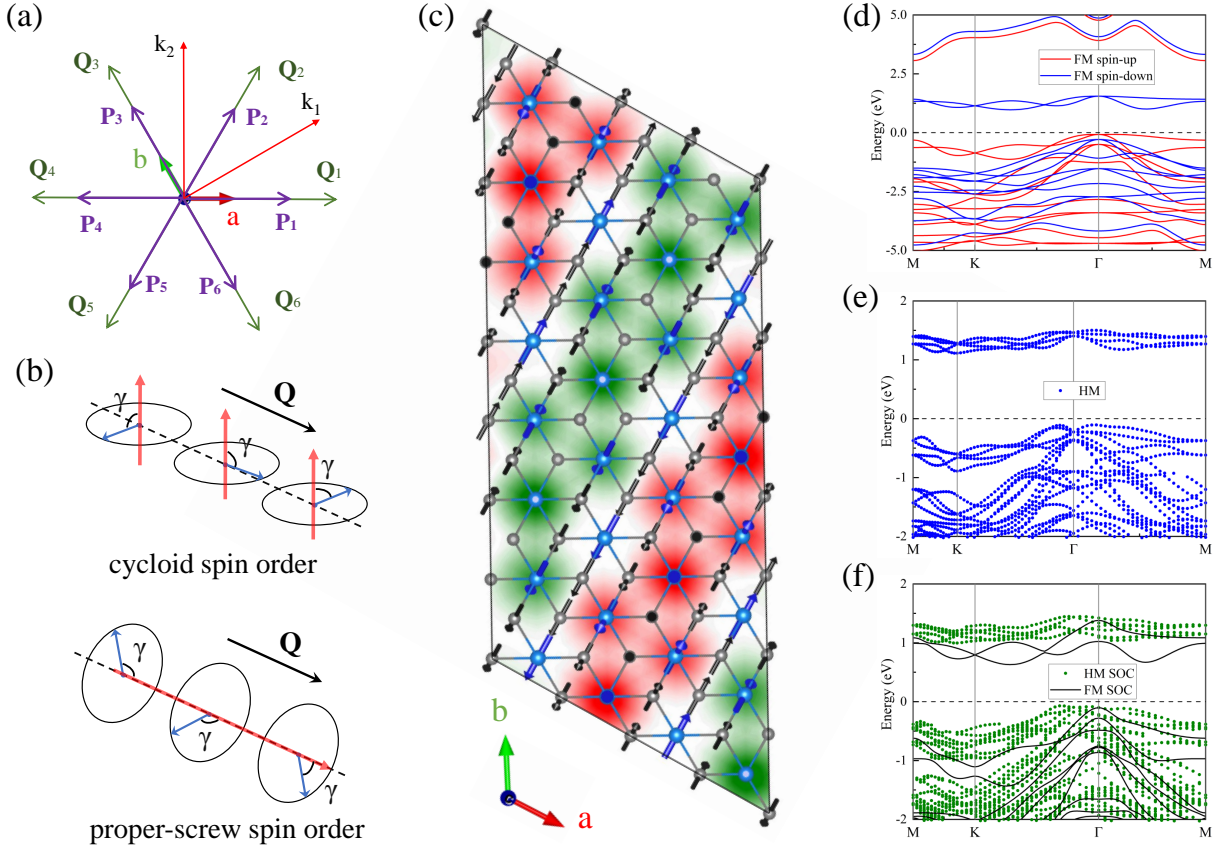 (a)
k₂
Q₃
Q₂
P₃
P₂
k₁
b
Q₄
Q₁
a
P₄
P₁
P₅
P₆
Q₅
Q₆
(b)
γ
Q
γ
γ
cycloid spin order
Q
γ
γ
γ
proper-screw spin order
(c)
b
a
(d)
5.0
2.5
0.0
-2.5
-5.0
Energy (eV)
FM spin-up
FM spin-down
M K Γ M
(e)
2
1
0
-1
-2
Energy (eV)
HM
M K Γ M
(f)
2
1
0
-1
-2
Energy (eV)
HM SOC
FM SOC
M K Γ M